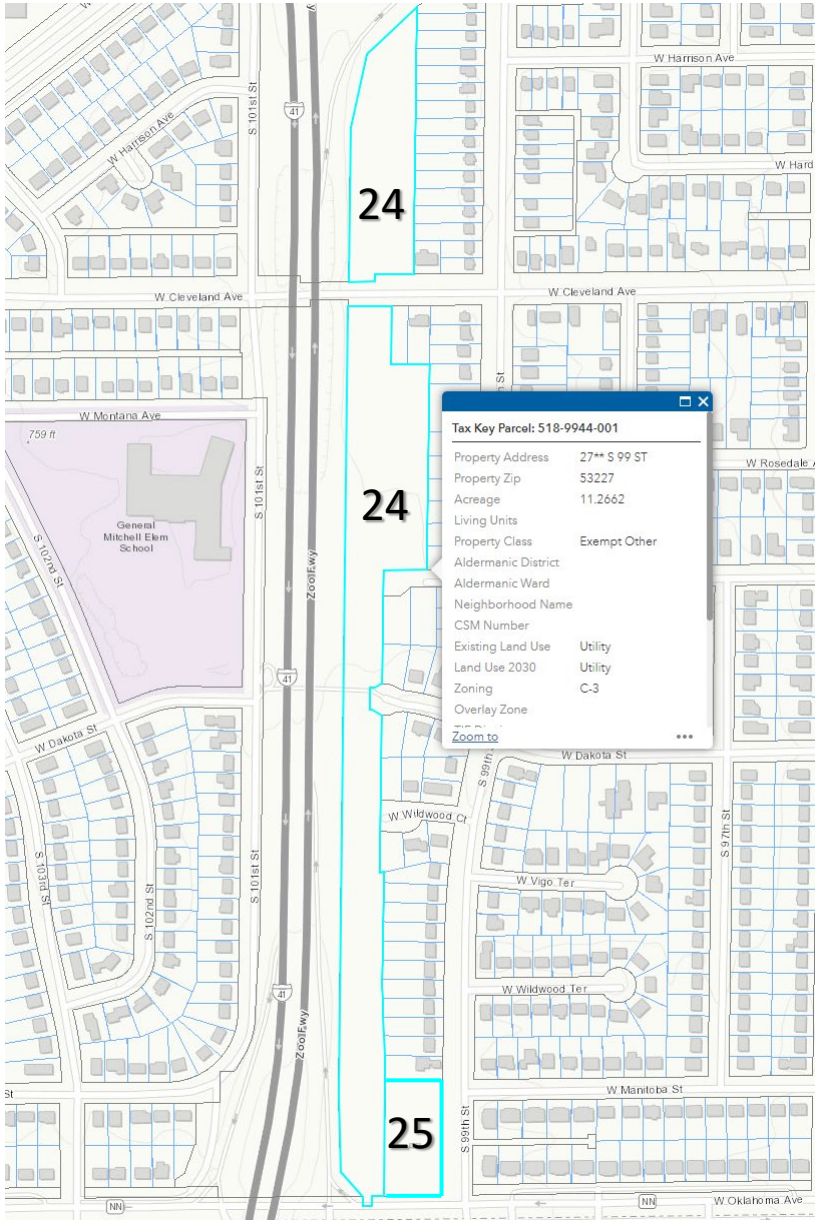 W Harrison Ave
S 101st St
41
W Harrison Ave
W Hard
24
W Cleveland Ave
W Cleveland Ave
W Montana Ave
759 ft
General
Mitchell Elem
School
S 101st St
S 102nd St
24
Zoo Fwy
W Rosedale
Tax Key Parcel: 518-9944-001
Property Address 27** S 99 ST
Property Zip 53227
Acreage 11.2662
Living Units
Property Class Exempt Other
Aldermanic District
Aldermanic Ward
Neighborhood Name
CSM Number
Existing Land Use Utility
Land Use 2030 Utility
Zoning C-3
Overlay Zone
Zoom to
41
W Dakota St
W Dakota St
S 99th
W Wildwood Ct
S 97th St
S 103rd St
S 102nd St
S 101st St
W Vigo Ter
W Wildwood Ter
41
Zoo Fwy
St
W Manitoba St
S 99th St
25
NN
NN
W Oklahoma Ave